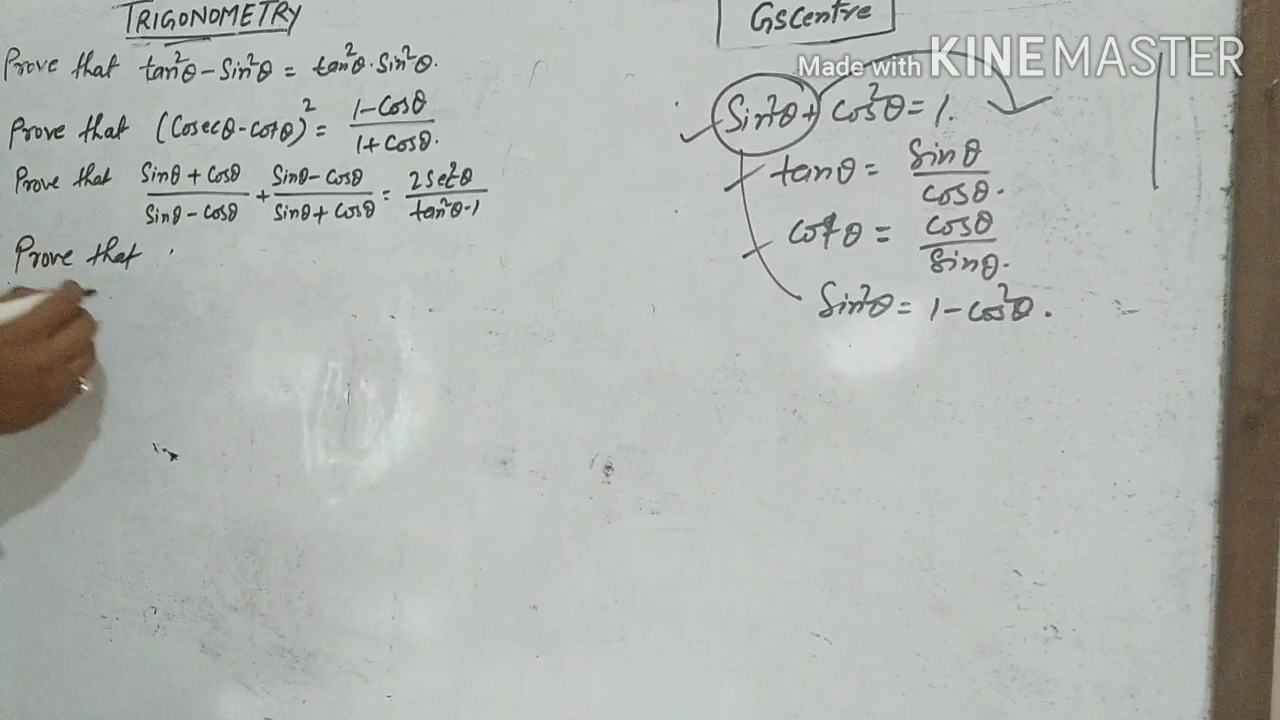 TRIGONOMETRY
Prove that tan²θ - Sin²θ = tan²θ · Sin²θ.
Prove that (Cosecθ - cotθ)² = (1 - Cosθ)/(1 + Cosθ).
Prove that (Sinθ + Cosθ)/(Sinθ - Cosθ) + (Sinθ - Cosθ)/(Sinθ + Cosθ) = 2 Sec²θ/(tan²θ - 1)
Prove that
GSCentre
Made with KINEMASTER
Sin²θ + Cos²θ = 1.
tanθ = Sinθ/Cosθ.
Cotθ = Cosθ/Sinθ.
Sin²θ = 1 - Cos²θ.